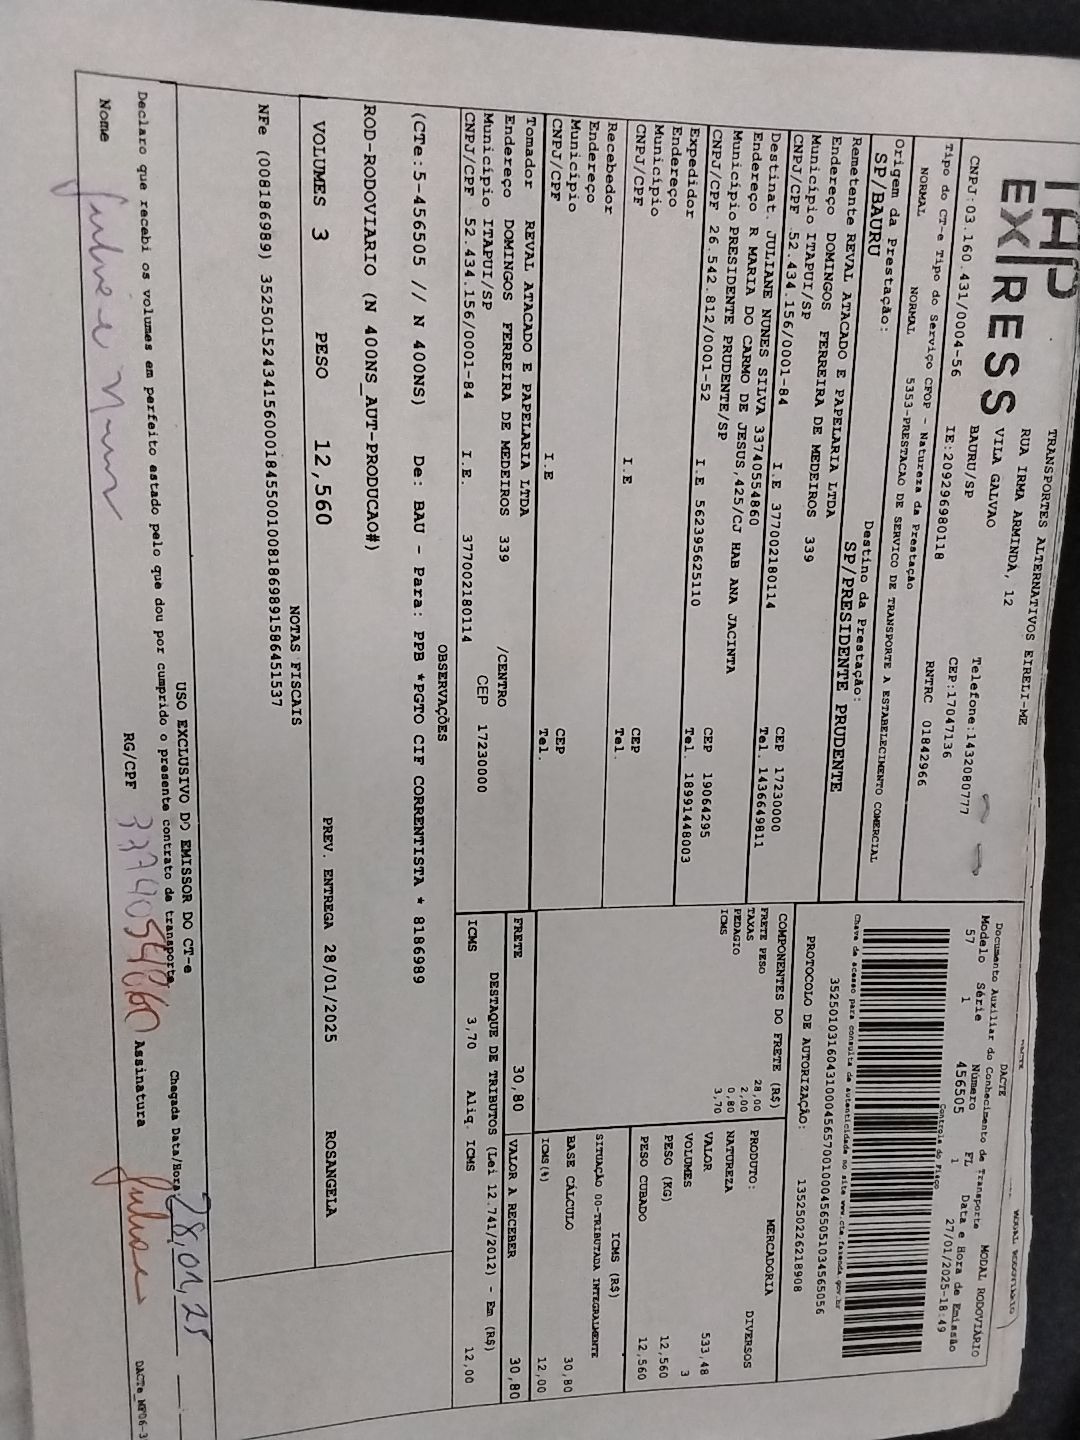 TRANSPORTES ALTERNATIVOS EIRELI-ME
RUA IRMA ARMINDA, 12
VILA GALVAO
BAURU/SP
EXPRESS
CNPJ:03.160.431/0004-56 IE:209296980118
Telefone:1432080777
CEP:17047136
RNTRC 01842966
Tipo do CT-e Tipo do Serviço CFOP - Natureza da Prestação
NORMAL NORMAL 5353-PRESTACAO DE SERVICO DE TRANSPORTE A ESTABELECIMENTO COMERCIAL
Origem da Prestação: Destino da Prestação:
SP/BAURU SP/PRESIDENTE PRUDENTE
Remetente REVAL ATACADO E PAPELARIA LTDA
Endereço DOMINGOS FERREIRA DE MEDEIROS 339
Município ITAPUI/SP CEP 17230000
CNPJ/CPF 52.434.156/0001-84 I.E 377002180114 Tel. 1436649811
Destinat. JULIANE NUNES SILVA 33740554860
Endereço R MARIA DO CARMO DE JESUS,425/CJ HAB ANA JACINTA
Município PRESIDENTE PRUDENTE/SP CEP 19064295
CNPJ/CPF 26.542.812/0001-52 I.E 562395625110 Tel. 18991448003
Expedidor
Endereço
Município CEP
CNPJ/CPF I.E Tel.
Recebedor
Endereço
Município CEP
CNPJ/CPF I.E Tel.
Tomador REVAL ATACADO E PAPELARIA LTDA
Endereço DOMINGOS FERREIRA DE MEDEIROS 339 /CENTRO
Município ITAPUI/SP CEP 17230000
CNPJ/CPF 52.434.156/0001-84 I.E. 377002180114
MODAL RODOVIÁRIO
DACTE
Documento Auxiliar do Conhecimento de Transporte MODAL RODOVIÁRIO
Modelo Série Número FL Data e Hora de Emissão
57 1 456505 1 27/01/2025-18:49
Controle do Fisco
Chave de acesso para consulta de autenticidade no site www.cte.fazenda.gov.br
35250103160431000456570010004565051034565056
PROTOCOLO DE AUTORIZAÇÃO: 135250226218908
COMPONENTES DO FRETE (R$)
FRETE PESO 28,00
TAXAS 2,00
PEDAGIO 0,80
ICMS 3,70
MERCADORIA
PRODUTO: DIVERSOS
NATUREZA
VALOR 533,48
VOLUMES 3
PESO (KG) 12,560
PESO CUBADO 12,560
ICMS (R$)
SITUAÇÃO 00-TRIBUTADA INTEGRALMENTE
BASE CÁLCULO 30,80
ICMS(%) 12,00
FRETE 30,80 VALOR A RECEBER 30,80
DESTAQUE DE TRIBUTOS (Lei 12.741/2012) - Em (R$)
ICMS 3,70 Aliq. ICMS 12,00
OBSERVAÇÕES
(CTe:5-456505 // N 400NS) De: BAU - Para: PPB *PGTO CIF CORRENTISTA * 8186989
ROD-RODOVIARIO (N 400NS_AUT-PRODUCAO#)
VOLUMES 3 PESO 12,560 PREV. ENTREGA 28/01/2025 ROSANGELA
NOTAS FISCAIS
NFe (008186989) 35250152434156000184550010081869891586451537
USO EXCLUSIVO DO EMISSOR DO CT-e
Declaro que recebi os volumes em perfeito estado pelo que dou por cumprido o presente contrato de transporte
Chegada Data/Hora 28,01,25
Nome RG/CPF 33740554860 Assinatura